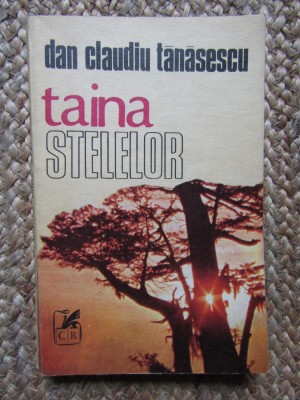 dan claudiu tănăsescu
taina
STELELOR
CR